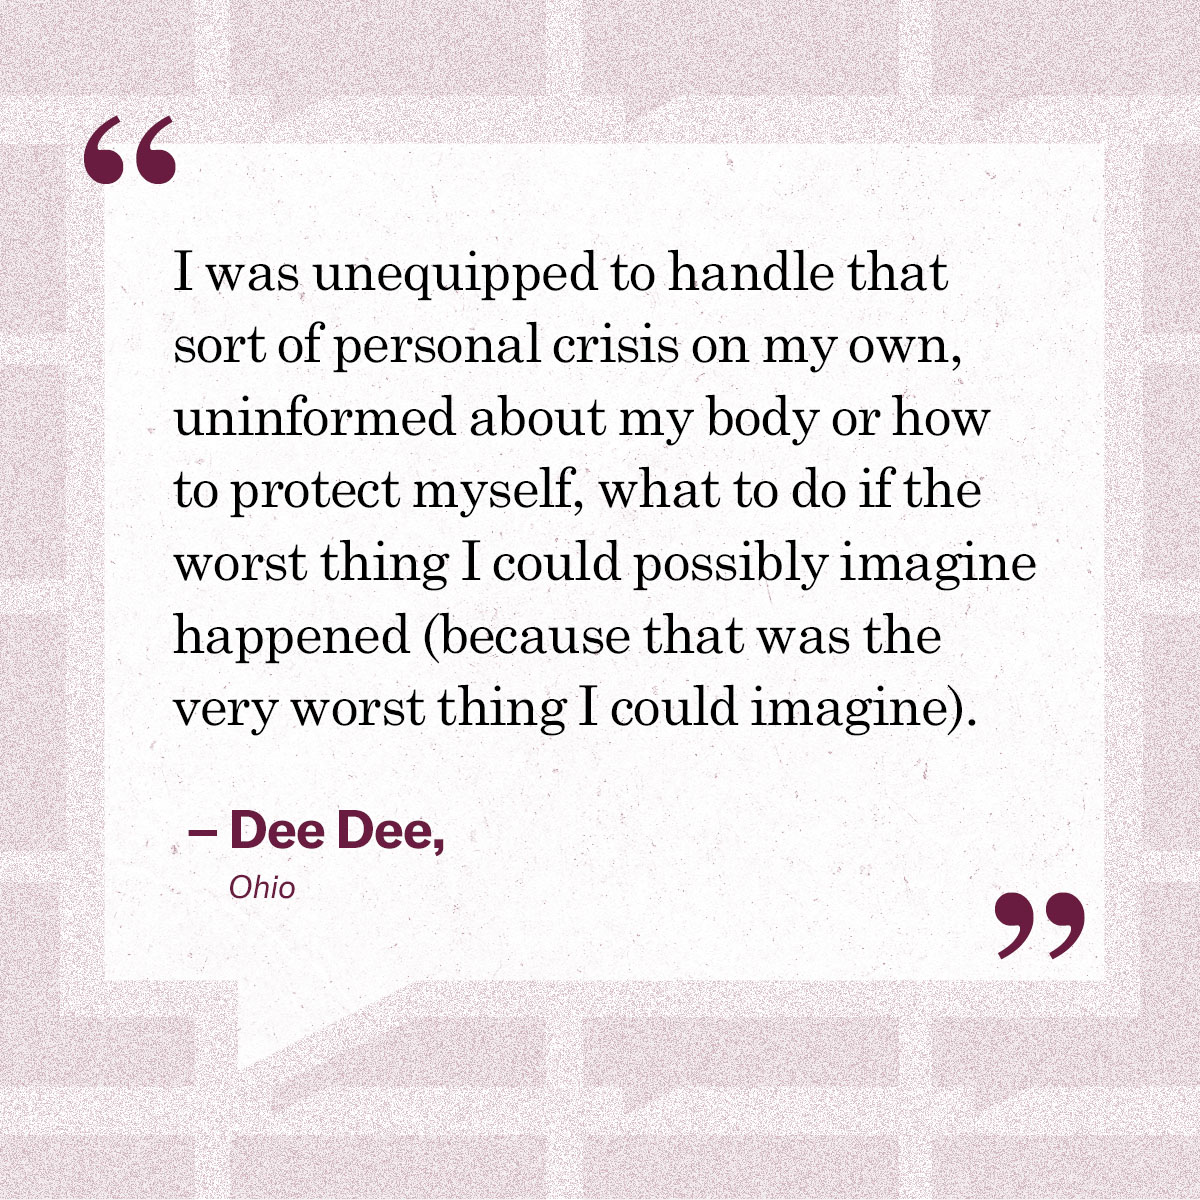 “
I was unequipped to handle that
sort of personal crisis on my own,
uninformed about my body or how
to protect myself, what to do if the
worst thing I could possibly imagine
happened (because that was the
very worst thing I could imagine).
– Dee Dee,
Ohio
”